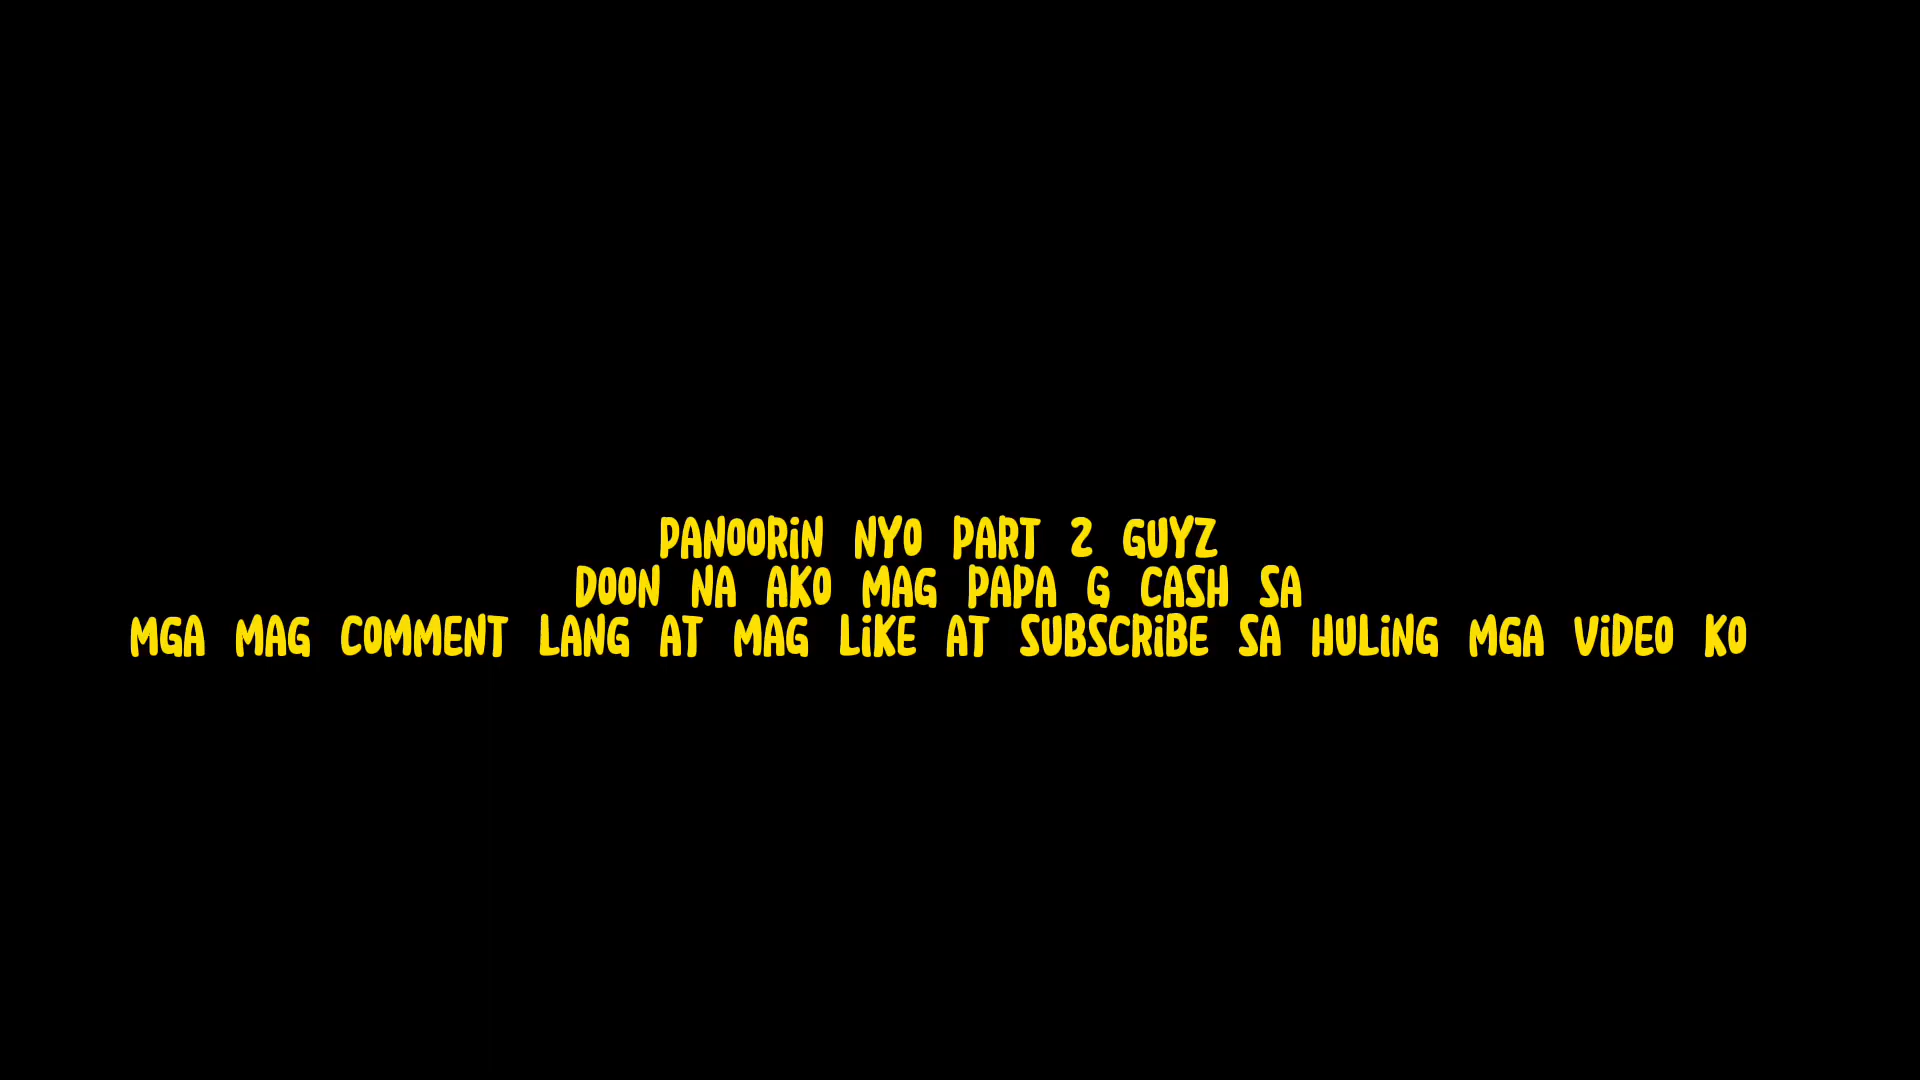 PANOORiN NYO PART 2 GUYZ
DOON NA AKO MAG PAPA G CASH SA
MGA MAG COMMENT LANG AT MAG LiKE AT SUBSCRiBE SA HULiNG MGA ViDEO KO